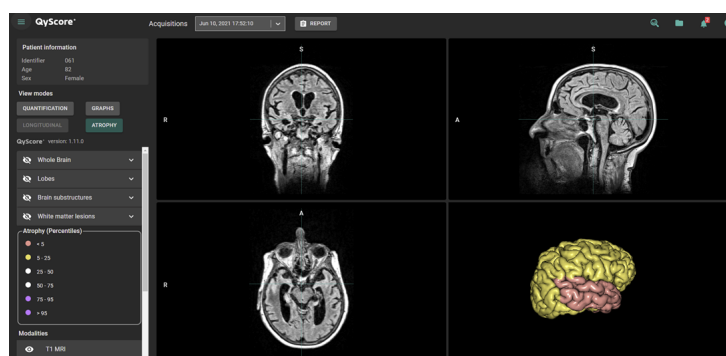 QyScore®
Acquisitions
Jun 10, 2021 17:52:10
REPORT
2
Patient information
Identifier 061
Age 82
Sex Female
View modes
QUANTIFICATION GRAPHS
LONGITUDINAL ATROPHY
QyScore® version: 1.11.0
Whole Brain
Lobes
Brain substructures
White matter lesions
Atrophy (Percentiles)
< 5
5 - 25
25 - 50
50 - 75
75 - 95
> 95
Modalities
T1 MRI
S
R
S
A
A
R